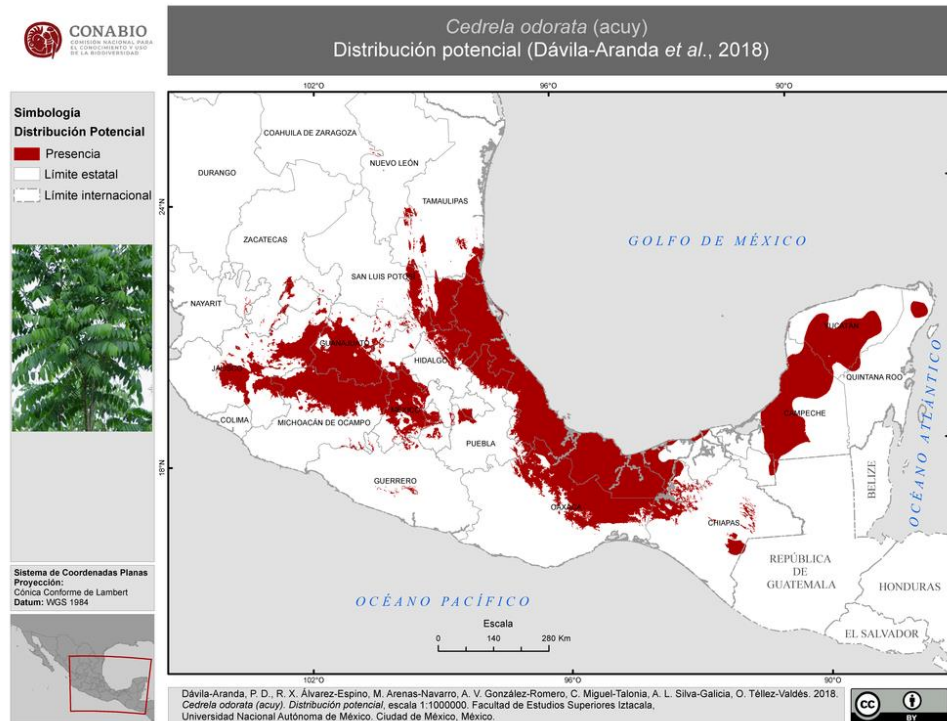 CONABIO
COMISIÓN NACIONAL PARA
EL CONOCIMIENTO Y USO
DE LA BIODIVERSIDAD
Cedrela odorata (acuy)
Distribución potencial (Dávila-Aranda et al., 2018)
Simbología
Distribución Potencial
Presencia
Límite estatal
Límite internacional
102°O
96°O
90°O
24°N
18°N
COAHUILA DE ZARAGOZA
NUEVO LEÓN
DURANGO
TAMAULIPAS
ZACATECAS
SAN LUIS POTOSÍ
NAYARIT
GUANAJUATO
HIDALGO
JALISCO
COLIMA
MICHOACÁN DE OCAMPO
MÉXICO
PUEBLA
GUERRERO
OAXACA
CHIAPAS
YUCATÁN
QUINTANA ROO
CAMPECHE
GOLFO DE MÉXICO
OCÉANO ATLÁNTICO
BELIZE
REPÚBLICA
DE
GUATEMALA
HONDURAS
EL SALVADOR
OCÉANO PACÍFICO
Escala
0 140 280 Km
102°O
96°O
90°O
Sistema de Coordenadas Planas
Proyección:
Cónica Conforme de Lambert
Datum: WGS 1984
Dávila-Aranda, P. D., R. X. Álvarez-Espino, M. Arenas-Navarro, A. V. González-Romero, C. Miguel-Talonia, A. L. Silva-Galicia, O. Téllez-Valdés. 2018.
Cedrela odorata (acuy). Distribución potencial, escala 1:1000000. Facultad de Estudios Superiores Iztacala,
Universidad Nacional Autónoma de México. Ciudad de México, México.
cc
BY